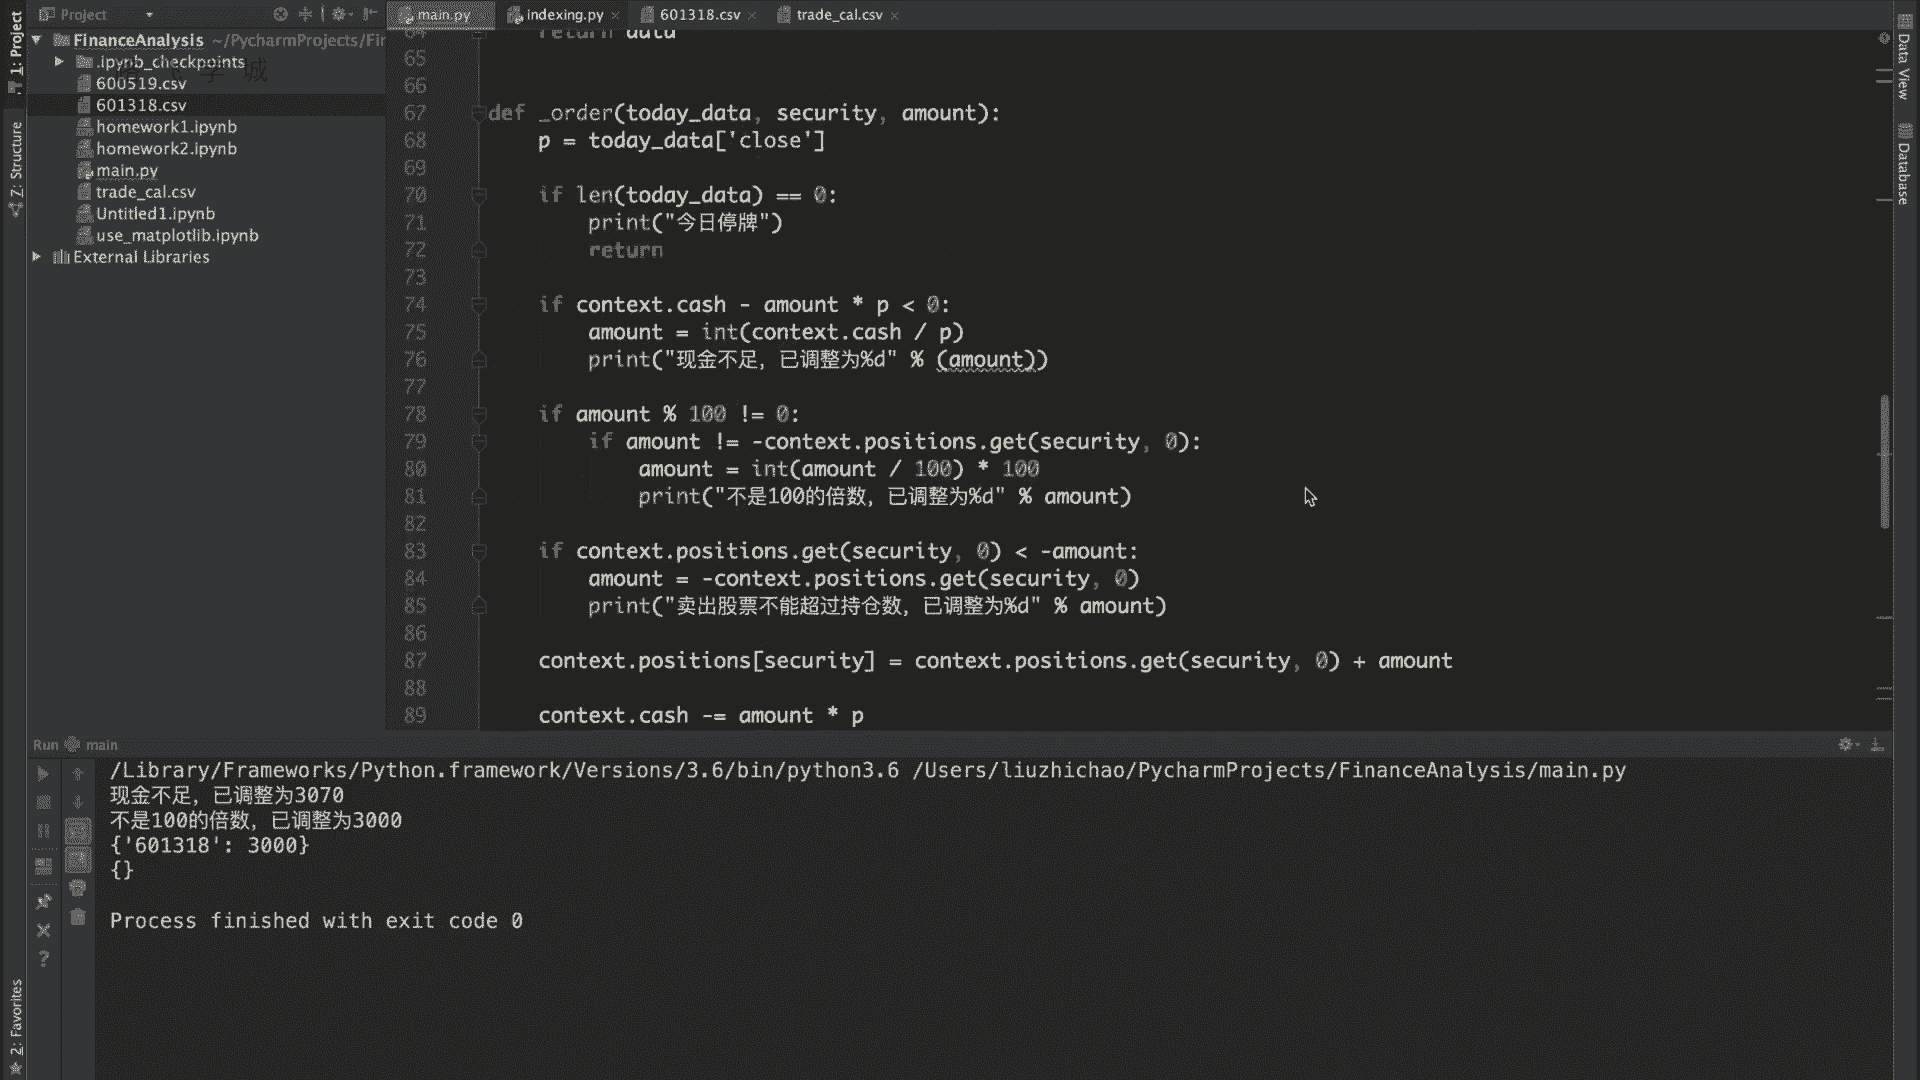 1: Project
Project
main.py
indexing.py
601318.csv
trade_cal.csv
FinanceAnalysis ~/PycharmProjects/Fir
.ipynb_checkpoints
600519.csv
601318.csv
homework1.ipynb
homework2.ipynb
main.py
trade_cal.csv
Untitled1.ipynb
use_matplotlib.ipynb
External Libraries
Z: Structure
2: Favorites
Data View
Database
64 return data
65
66
67 def _order(today_data, security, amount):
68 p = today_data['close']
69
70 if len(today_data) == 0:
71 print("今日停牌")
72 return
73
74 if context.cash - amount * p < 0:
75 amount = int(context.cash / p)
76 print("现金不足，已调整为%d" % (amount))
77
78 if amount % 100 != 0:
79 if amount != -context.positions.get(security, 0):
80 amount = int(amount / 100) * 100
81 print("不是100的倍数，已调整为%d" % amount)
82
83 if context.positions.get(security, 0) < -amount:
84 amount = -context.positions.get(security, 0)
85 print("卖出股票不能超过持仓数，已调整为%d" % amount)
86
87 context.positions[security] = context.positions.get(security, 0) + amount
88
89 context.cash -= amount * p
Run main
/Library/Frameworks/Python.framework/Versions/3.6/bin/python3.6 /Users/liuzhichao/PycharmProjects/FinanceAnalysis/main.py
现金不足，已调整为3070
不是100的倍数，已调整为3000
{'601318': 3000}
{}
Process finished with exit code 0